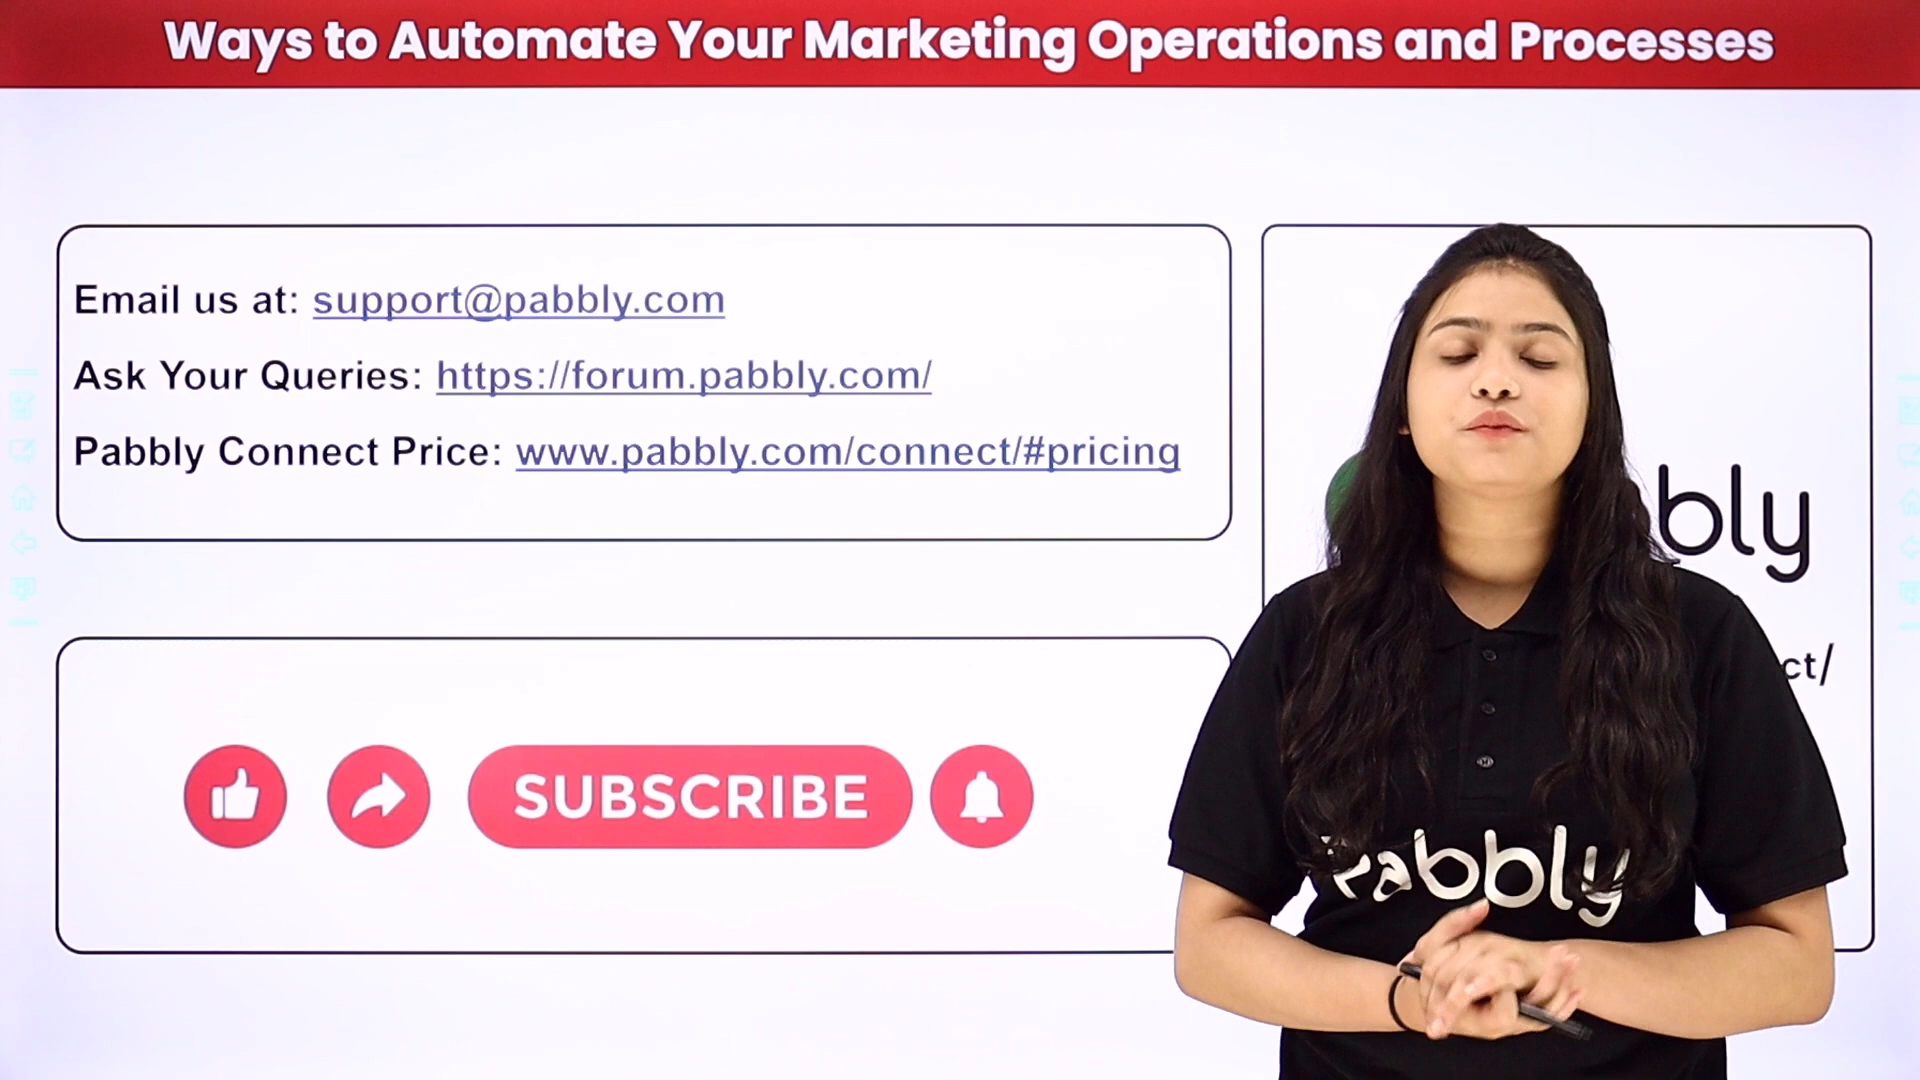 Ways to Automate Your Marketing Operations and Processes
Email us at: support@pabbly.com
Ask Your Queries: https://forum.pabbly.com/
Pabbly Connect Price: www.pabbly.com/connect/#pricing
bly
ct/
SUBSCRIBE
Pabbly